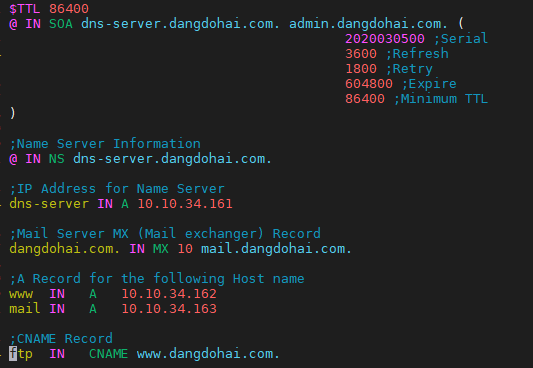 $TTL 86400
@ IN SOA dns-server.dangdohai.com. admin.dangdohai.com. (
2020030500 ;Serial
3600 ;Refresh
1800 ;Retry
604800 ;Expire
86400 ;Minimum TTL
)
;Name Server Information
@ IN NS dns-server.dangdohai.com.
;IP Address for Name Server
dns-server IN A 10.10.34.161
;Mail Server MX (Mail exchanger) Record
dangdohai.com. IN MX 10 mail.dangdohai.com.
;A Record for the following Host name
www IN A 10.10.34.162
mail IN A 10.10.34.163
;CNAME Record
ftp IN CNAME www.dangdohai.com.